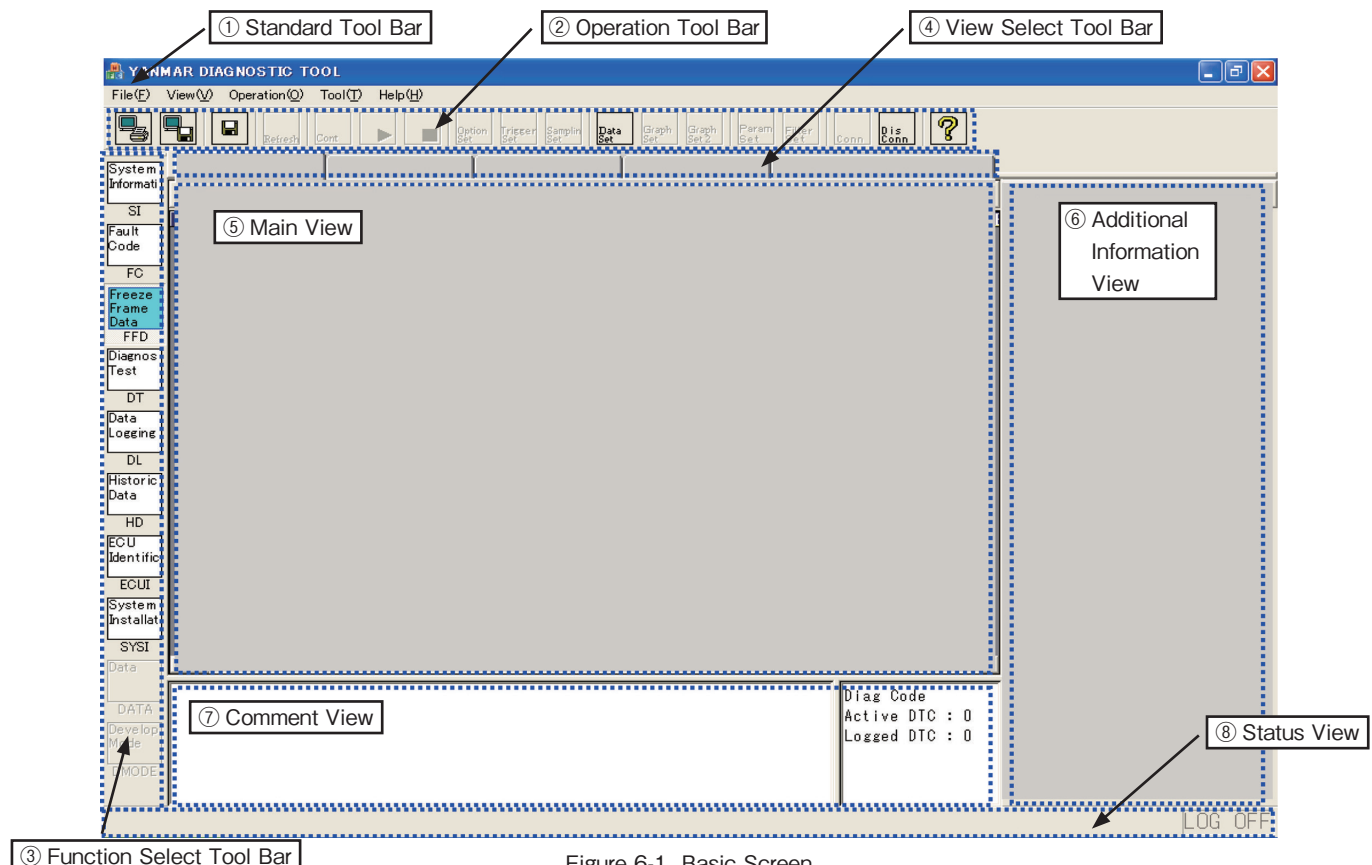 ① Standard Tool Bar
② Operation Tool Bar
④ View Select Tool Bar
YANMAR DIAGNOSTIC TOOL
File(F) View(V) Operation(O) Tool(T) Help(H)
Refresh
Cont
Option Set
Trigger Set
Samplin Set
Data Set
Graph Set
Graph Set2
Param Set
Filter Set
Conn
Dis Conn
?
System
Informati
SI
Fault
Code
FC
Freeze
Frame
Data
FFD
Diagnos
Test
DT
Data
Logging
DL
Historic
Data
HD
ECU
Identific
ECUI
System
Installat
SYSI
Data
DATA
Develop
Mode
DMODE
⑤ Main View
⑥ Additional
Information
View
⑦ Comment View
Diag Code
Active DTC : 0
Logged DTC : 0
⑧ Status View
LOG OFF
③ Function Select Tool Bar
Figure 6-1 Basic Screen